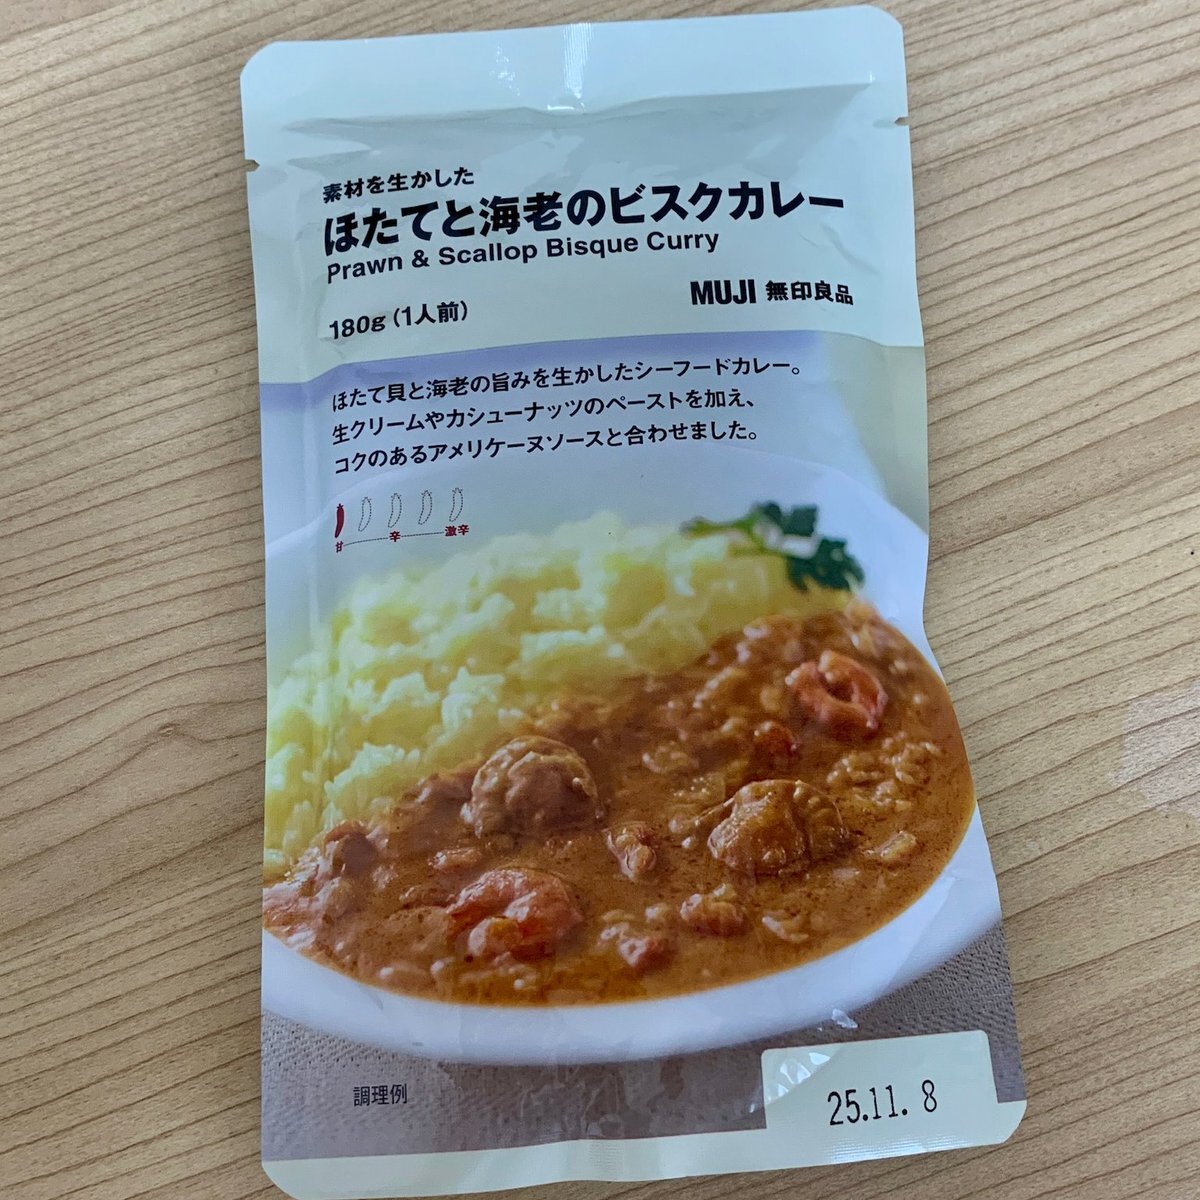 素材を生かした
ほたてと海老のビスクカレー
Prawn & Scallop Bisque Curry
180g(1人前)
MUJI 無印良品
ほたて貝と海老の旨みを生かしたシーフードカレー。
生クリームやカシューナッツのペーストを加え、
コクのあるアメリケーヌソースと合わせました。
甘 辛 激辛
調理例
25.11. 8